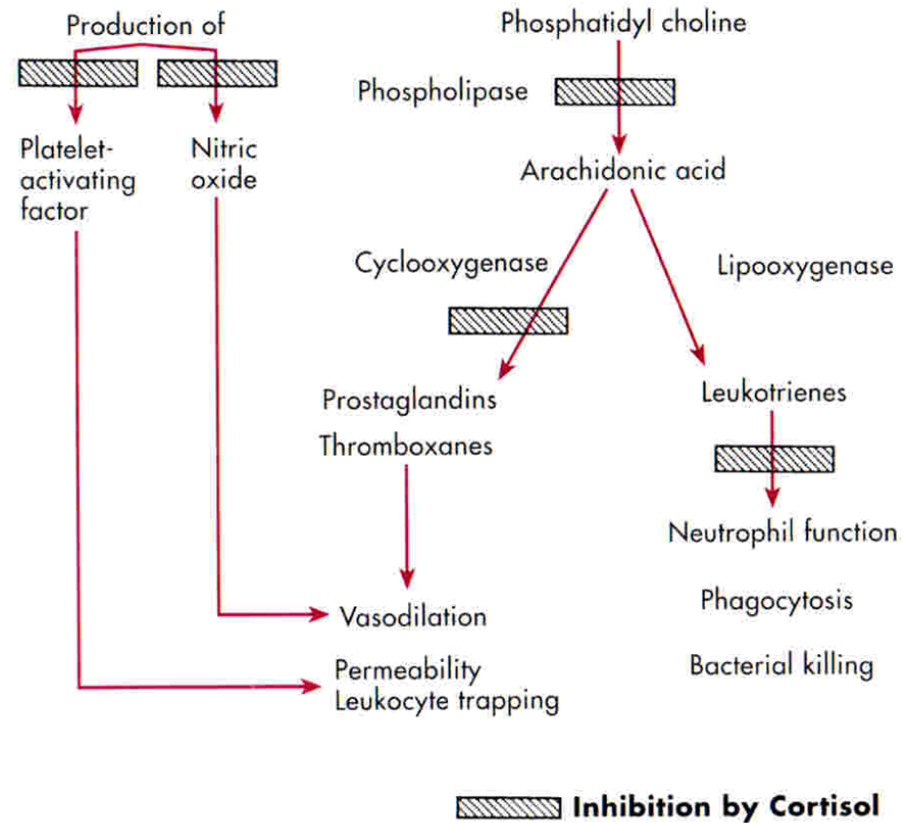 Production of
Platelet-
activating
factor
Nitric
oxide
Phosphatidyl choline
Phospholipase
Arachidonic acid
Cyclooxygenase
Lipooxygenase
Prostaglandins
Thromboxanes
Leukotrienes
Neutrophil function
Phagocytosis
Bacterial killing
Vasodilation
Permeability
Leukocyte trapping
Inhibition by Cortisol